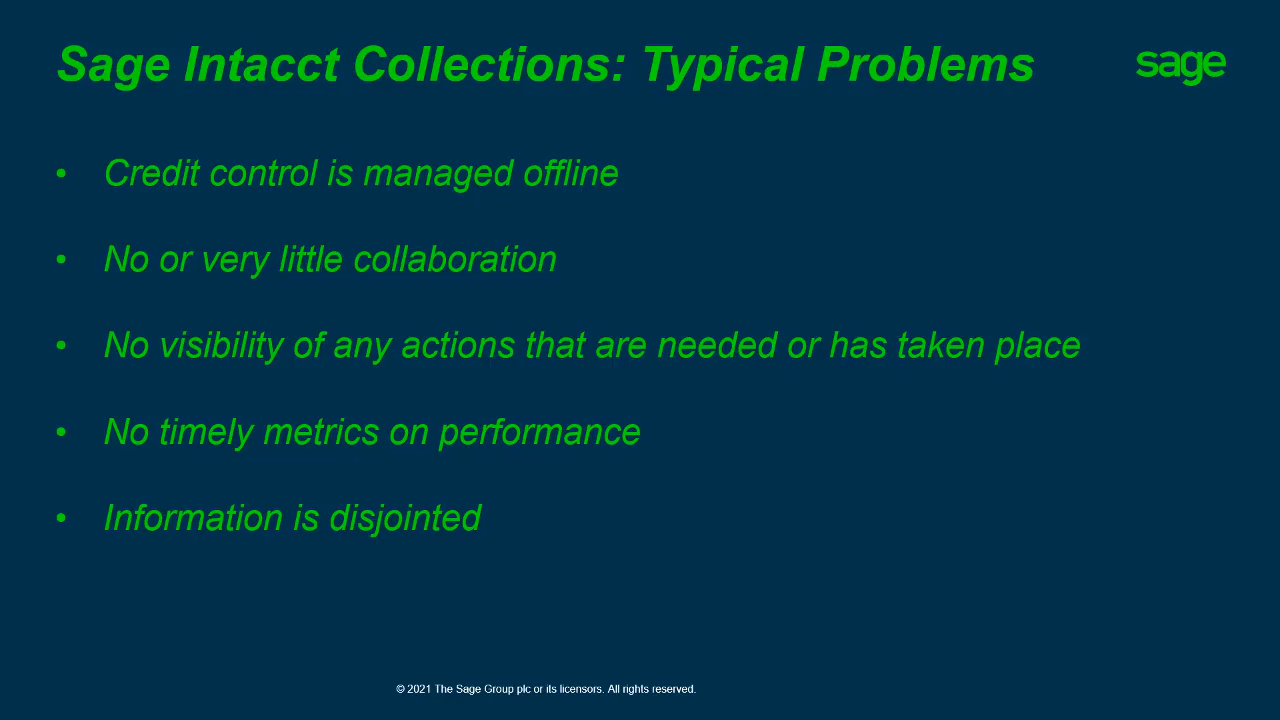 Sage Intacct Collections: Typical Problems
sage
• Credit control is managed offline
• No or very little collaboration
• No visibility of any actions that are needed or has taken place
• No timely metrics on performance
• Information is disjointed
© 2021 The Sage Group plc or its licensors. All rights reserved.